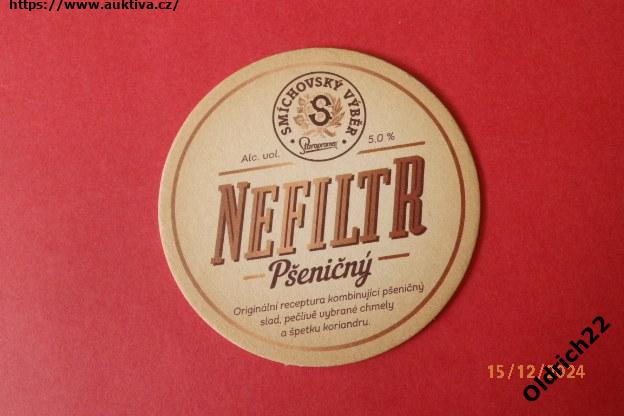 https://www.auktiva.cz/
SMÍCHOVSKÝ VÝBĚR
S
Staropramen
Alc. vol. 5.0 %
NEFILTR
Pšeničný
Originální receptura kombinující pšeničný
slad, pečlivě vybrané chmely
a špetku koriandru.
15/12/2024
Oldrich22